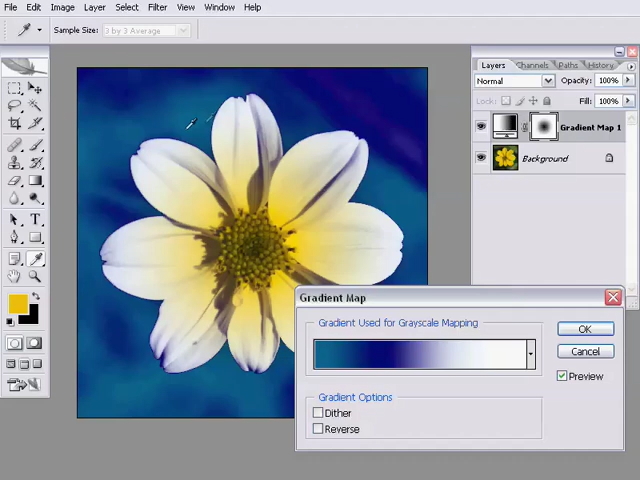 File Edit Image Layer Select Filter View Window Help
Sample Size: 3 by 3 Average
Layers Channels Paths History
Normal Opacity: 100%
Lock: Fill: 100%
Gradient Map 1
Background
T
Gradient Map
Gradient Used for Grayscale Mapping
OK
Cancel
Preview
Gradient Options
Dither
Reverse